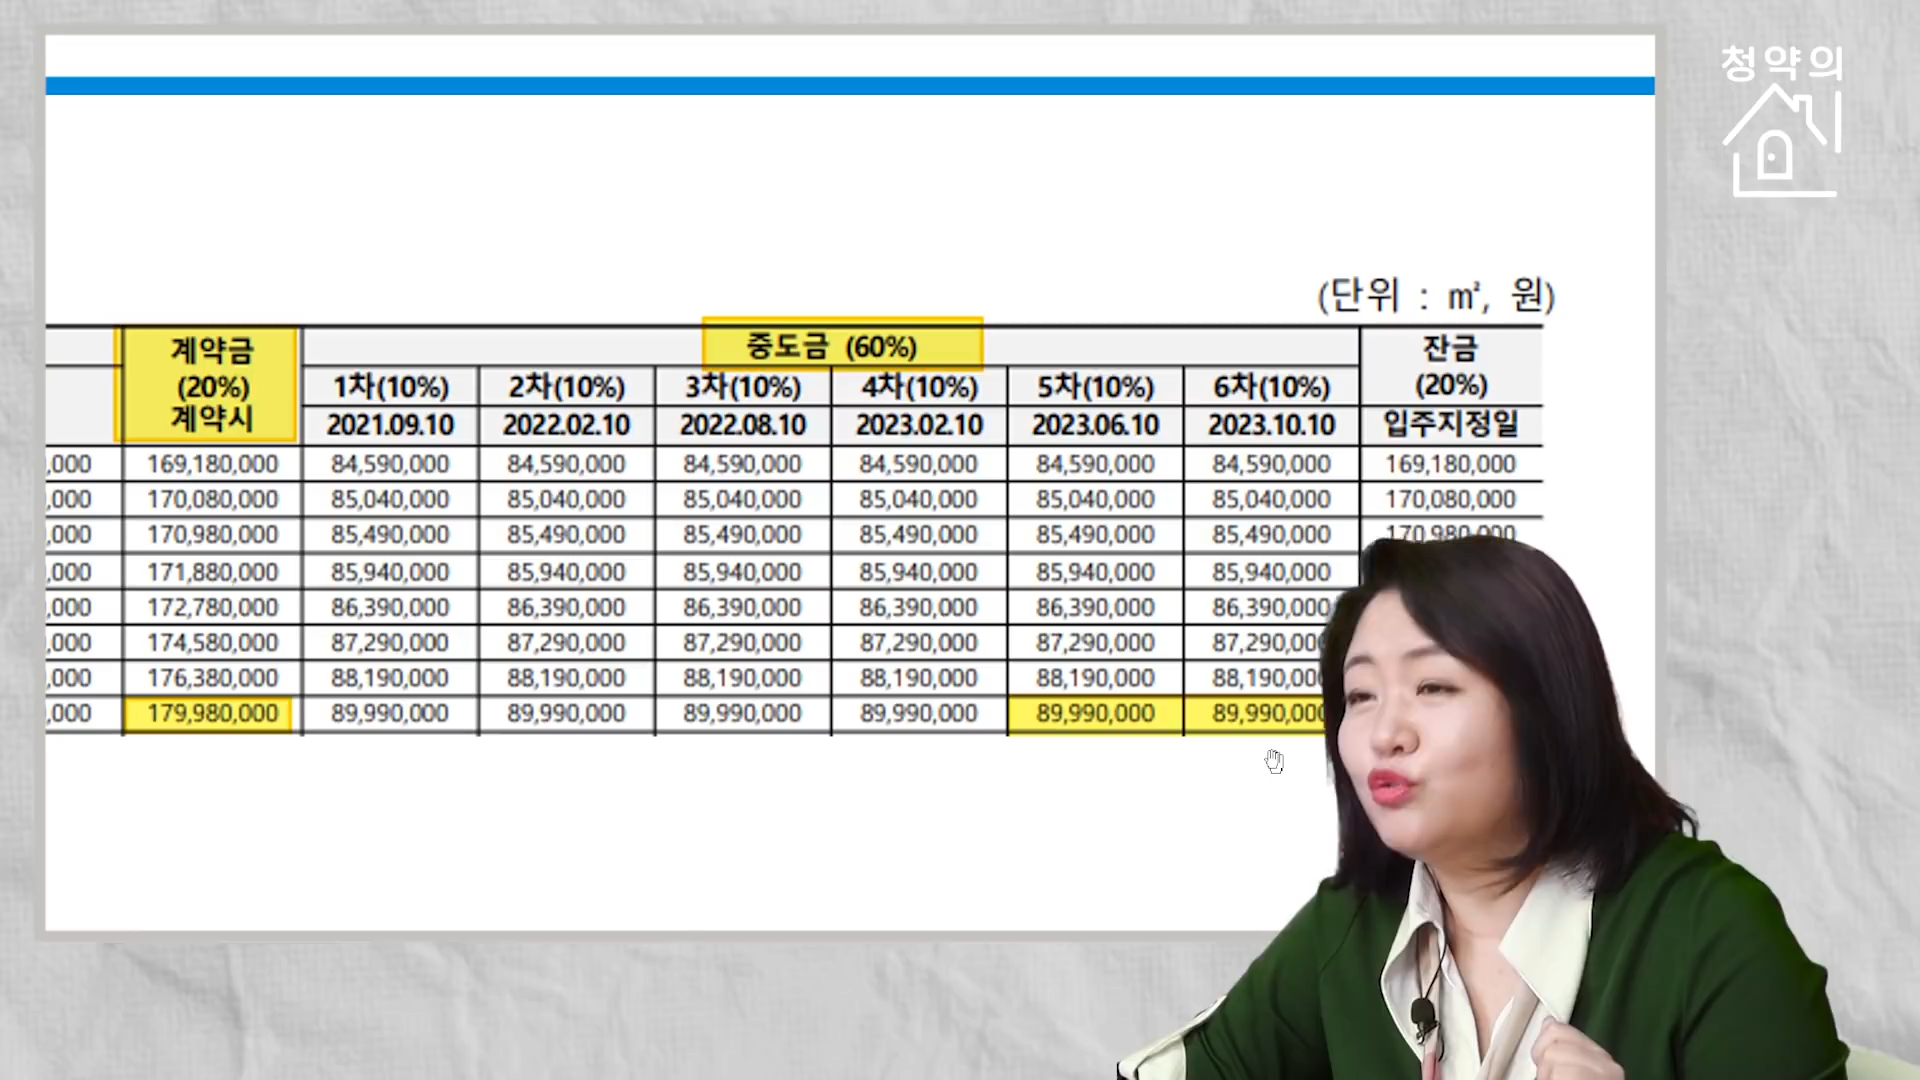 청약의 시
(단위 : ㎡, 원)
계약금 (20%) 계약시
중도금 (60%)
잔금 (20%) 입주지정일
1차(10%) 2차(10%) 3차(10%) 4차(10%) 5차(10%) 6차(10%)
2021.09.10 2022.02.10 2022.08.10 2023.02.10 2023.06.10 2023.10.10
,000 169,180,000 84,590,000 84,590,000 84,590,000 84,590,000 84,590,000 84,590,000 169,180,000
,000 170,080,000 85,040,000 85,040,000 85,040,000 85,040,000 85,040,000 85,040,000 170,080,000
,000 170,980,000 85,490,000 85,490,000 85,490,000 85,490,000 85,490,000 85,490,000 170,980,000
,000 171,880,000 85,940,000 85,940,000 85,940,000 85,940,000 85,940,000 85,940,000
,000 172,780,000 86,390,000 86,390,000 86,390,000 86,390,000 86,390,000 86,390,000
,000 174,580,000 87,290,000 87,290,000 87,290,000 87,290,000 87,290,000 87,290,000
,000 176,380,000 88,190,000 88,190,000 88,190,000 88,190,000 88,190,000 88,190,000
,000 179,980,000 89,990,000 89,990,000 89,990,000 89,990,000 89,990,000 89,990,000